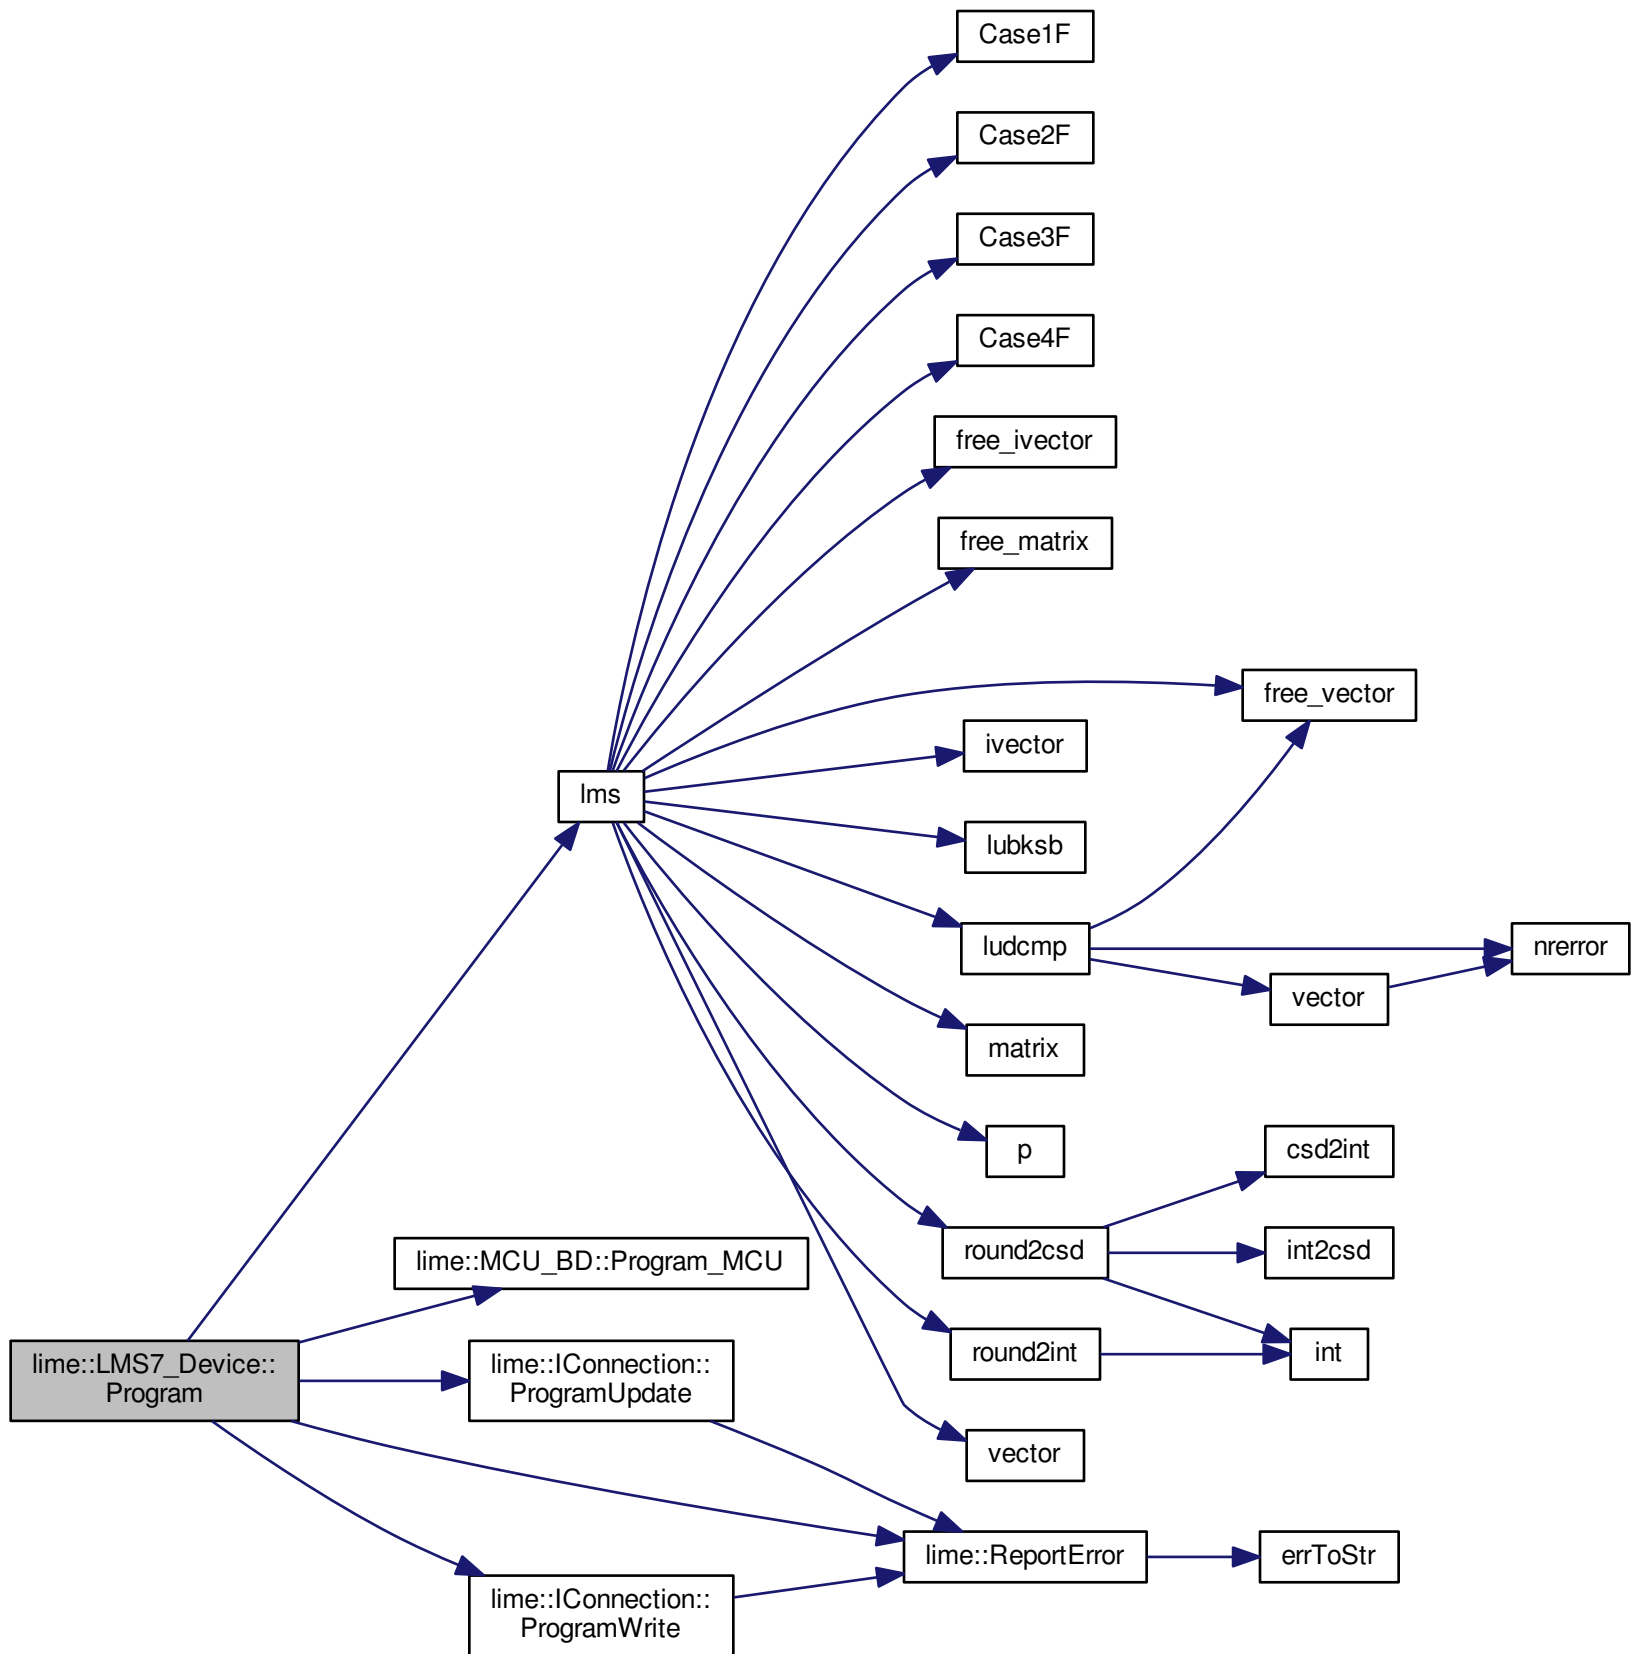 Case1F
Case2F
Case3F
Case4F
free_ivector
free_matrix
free_vector
ivector
lms
lubksb
ludcmp
nrerror
vector
matrix
p
csd2int
round2csd
int2csd
lime::MCU_BD::Program_MCU
round2int
int
lime::LMS7_Device::
Program
lime::IConnection::
ProgramUpdate
vector
lime::ReportError
errToStr
lime::IConnection::
ProgramWrite